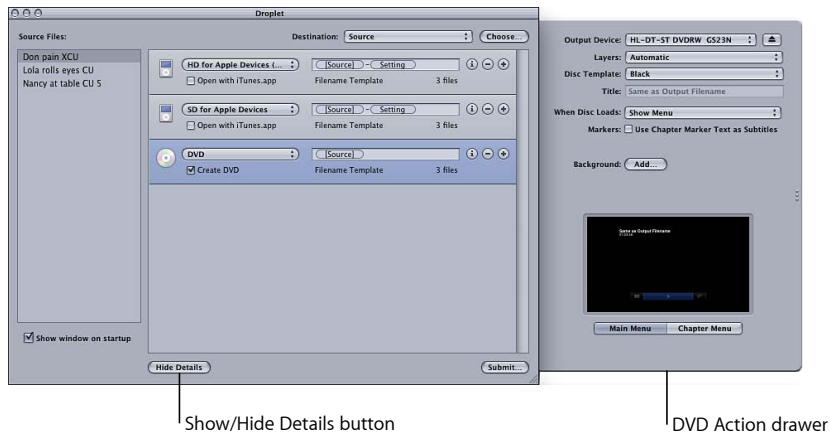 Droplet
Source Files:
Destination: Source
Choose...
Don pain XCU
Lola rolls eyes CU
Nancy at table CU 5
HD for Apple Devices (...
[Source] - Setting
Open with iTunes.app
Filename Template
3 files
SD for Apple Devices
[Source] - Setting
Open with iTunes.app
Filename Template
3 files
DVD
[Source]
Create DVD
Filename Template
3 files
Show window on startup
Hide Details
Submit...
Output Device: HL-DT-ST DVDRW GS23N
Layers: Automatic
Disc Template: Black
Title: Same as Output Filename
When Disc Loads: Show Menu
Markers: Use Chapter Marker Text as Subtitles
Background: Add...
Same as Output Filename
Main Menu
Chapter Menu
Show/Hide Details button
DVD Action drawer